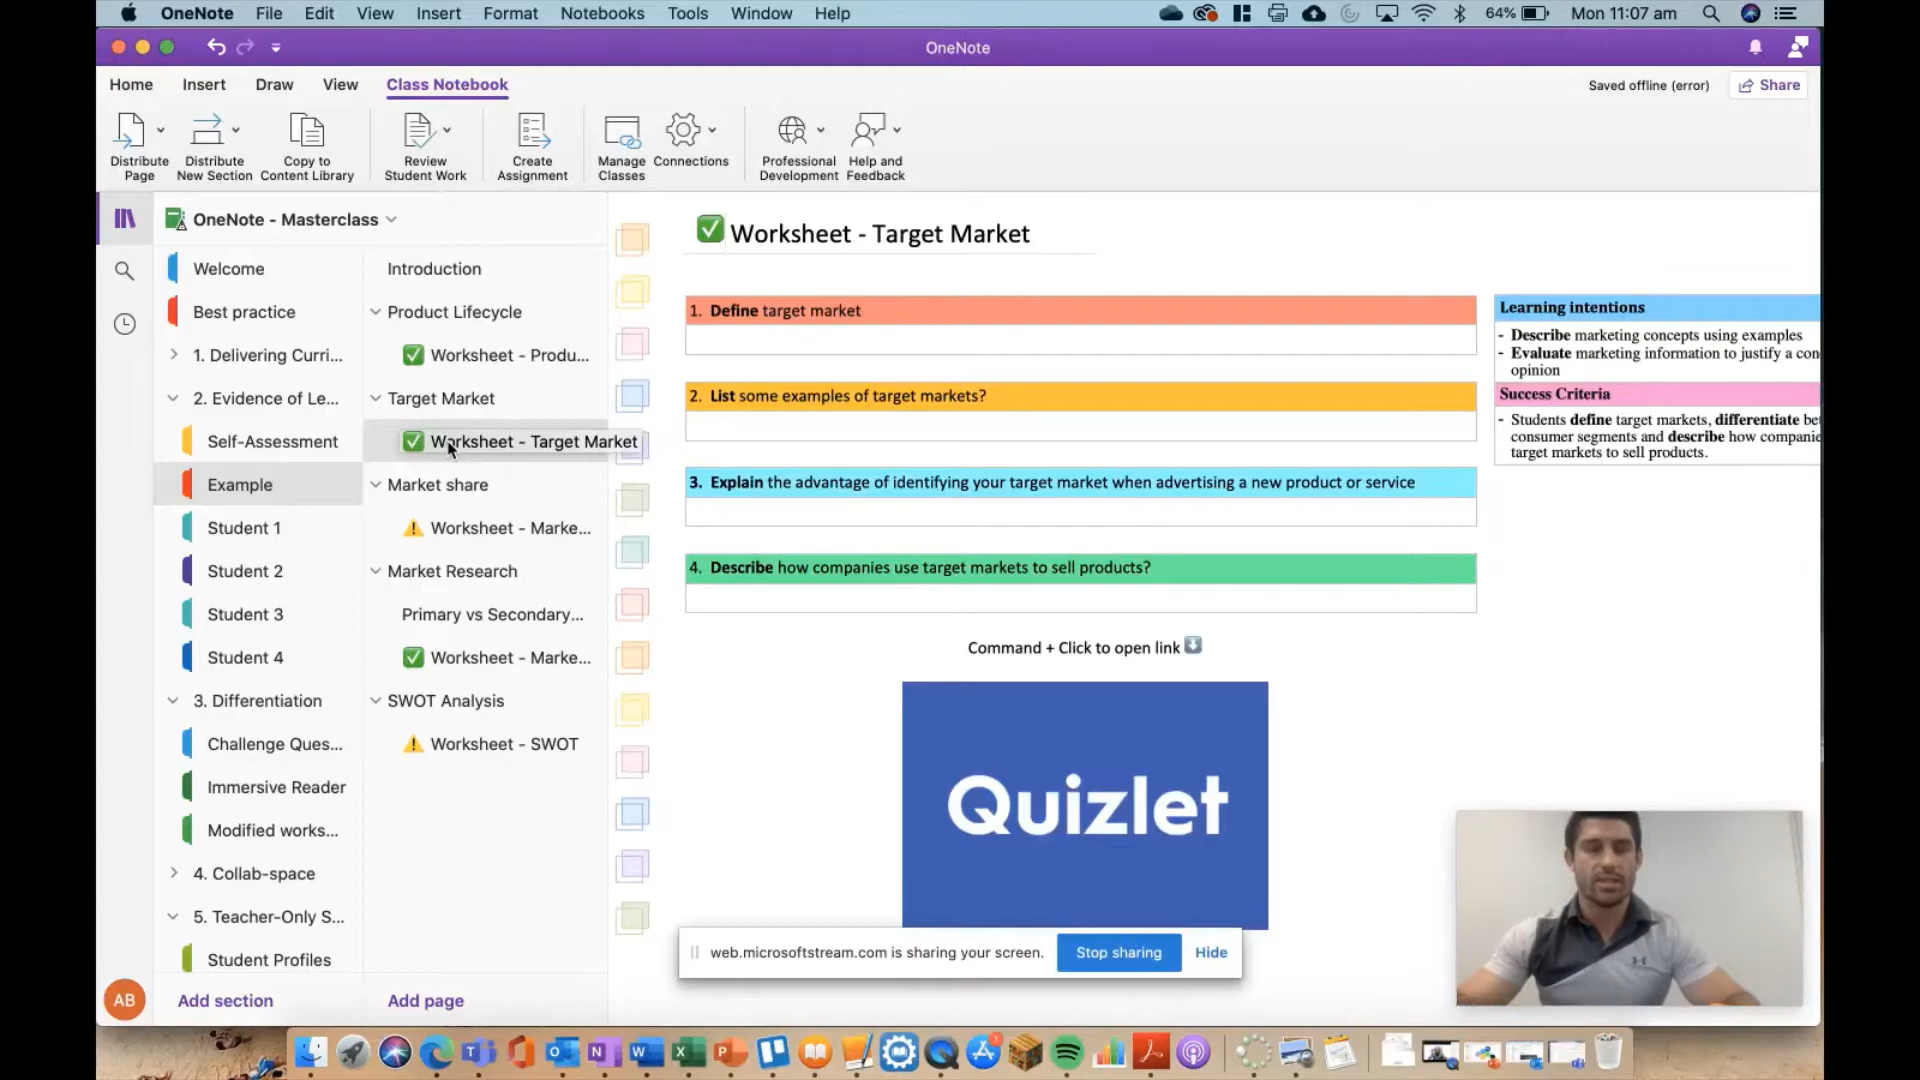 OneNote File Edit View Insert Format Notebooks Tools Window Help 64% Mon 11:07 am
OneNote
Home Insert Draw View Class Notebook Saved offline (error) Share
Distribute Page
Distribute New Section
Copy to Content Library
Review Student Work
Create Assignment
Manage Classes
Connections
Professional Development
Help and Feedback
OneNote - Masterclass
Welcome
Best practice
1. Delivering Curri...
2. Evidence of Le...
Self-Assessment
Example
Student 1
Student 2
Student 3
Student 4
3. Differentiation
Challenge Ques...
Immersive Reader
Modified works...
4. Collab-space
5. Teacher-Only S...
Student Profiles
Add section
AB
Introduction
Product Lifecycle
✅ Worksheet - Produ...
Target Market
✅ Worksheet - Target Market
Market share
⚠️ Worksheet - Marke...
Market Research
Primary vs Secondary...
✅ Worksheet - Marke...
SWOT Analysis
⚠️ Worksheet - SWOT
Add page
✅ Worksheet - Target Market
1. Define target market
2. List some examples of target markets?
3. Explain the advantage of identifying your target market when advertising a new product or service
4. Describe how companies use target markets to sell products?
Command + Click to open link ⬇️
Quizlet
Learning intentions
- Describe marketing concepts using examples
- Evaluate marketing information to justify a con
opinion
Success Criteria
- Students define target markets, differentiate bet
consumer segments and describe how companie
target markets to sell products.
web.microsoftstream.com is sharing your screen. Stop sharing Hide